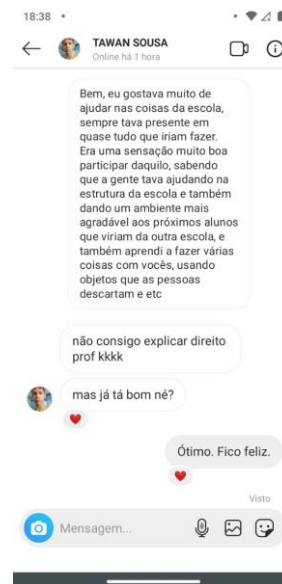 18:38
TAWAN SOUSA
Online há 1 hora
Bem, eu gostava muito de
ajudar nas coisas da escola,
sempre tava presente em
quase tudo que iriam fazer.
Era uma sensação muito boa
participar daquilo, sabendo
que a gente tava ajudando na
estrutura da escola e também
dando um ambiente mais
agradável aos próximos alunos
que viriam da outra escola, e
também aprendi a fazer várias
coisas com vocês, usando
objetos que as pessoas
descartam e etc
não consigo explicar direito
prof kkkk
mas já tá bom né?
Ótimo. Fico feliz.
Visto
Mensagem...